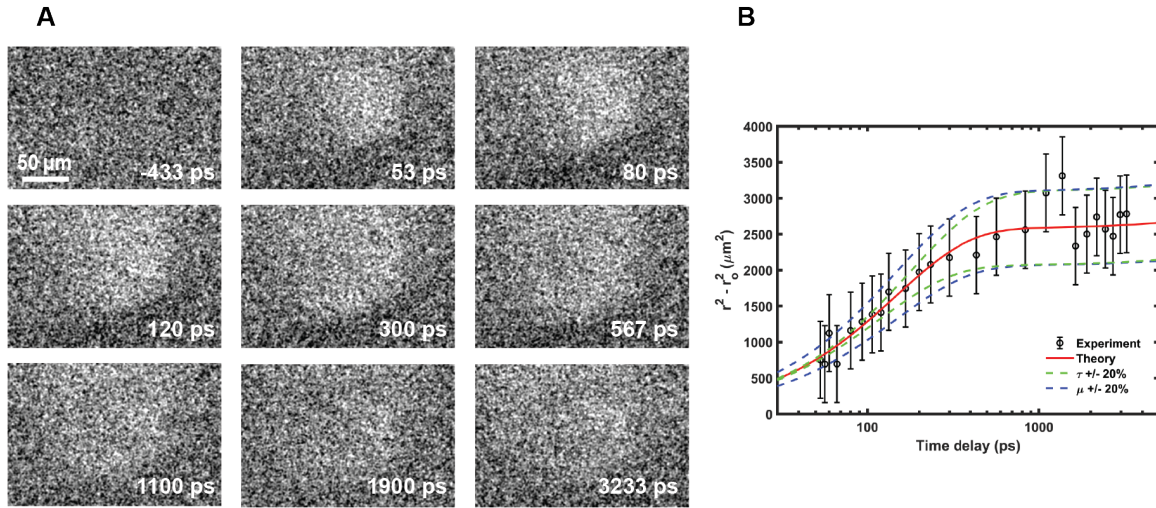 A
B
50 μm
-433 ps
53 ps
80 ps
120 ps
300 ps
567 ps
1100 ps
1900 ps
3233 ps
4000
3500
3000
2500
2000
1500
1000
500
0
r² - r²ₒ (μm²)
Experiment
Theory
τ +/- 20%
μ +/- 20%
100
1000
Time delay (ps)